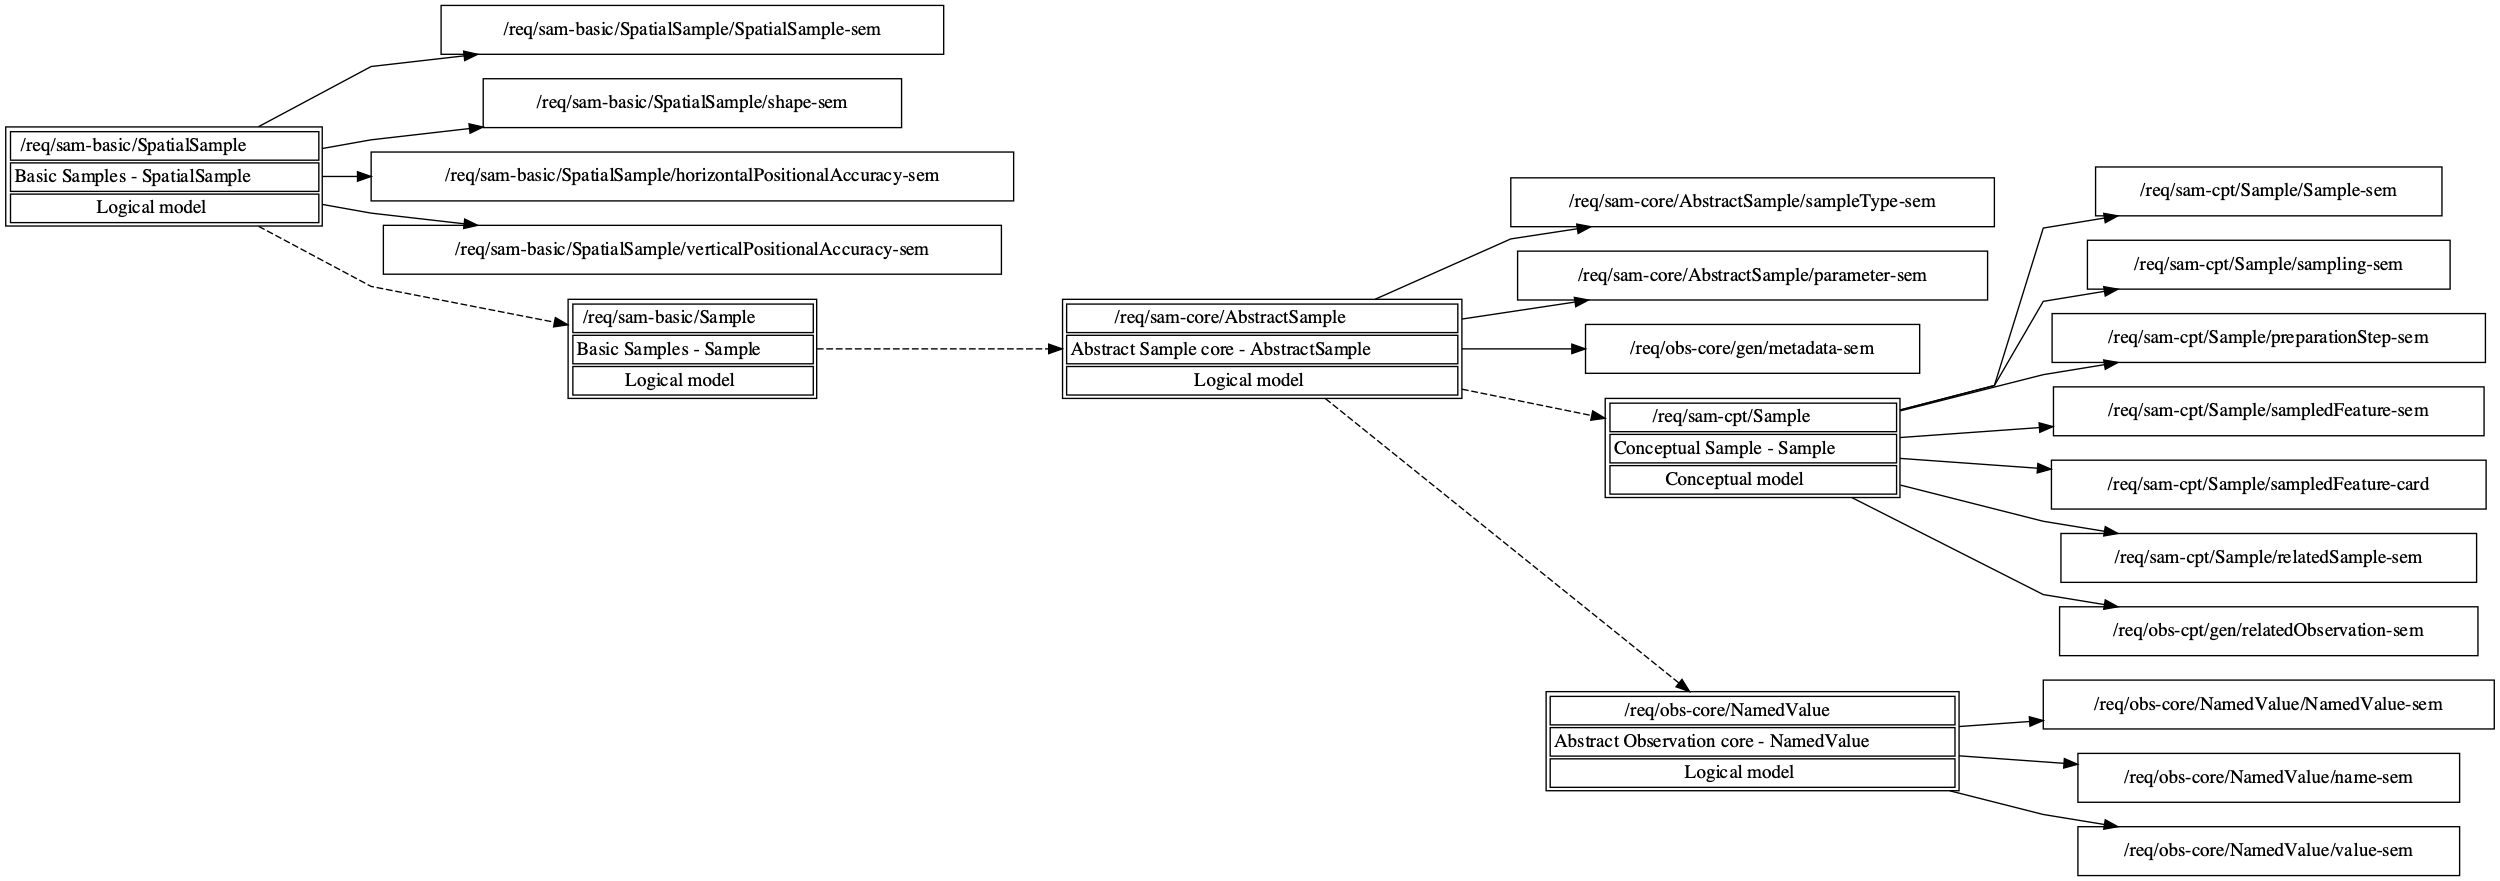 /req/sam-basic/SpatialSample
Basic Samples - SpatialSample
Logical model
/req/sam-basic/SpatialSample/SpatialSample-sem
/req/sam-basic/SpatialSample/shape-sem
/req/sam-basic/SpatialSample/horizontalPositionalAccuracy-sem
/req/sam-basic/SpatialSample/verticalPositionalAccuracy-sem
/req/sam-basic/Sample
Basic Samples - Sample
Logical model
/req/sam-core/AbstractSample
Abstract Sample core - AbstractSample
Logical model
/req/sam-core/AbstractSample/sampleType-sem
/req/sam-core/AbstractSample/parameter-sem
/req/obs-core/gen/metadata-sem
/req/sam-cpt/Sample
Conceptual Sample - Sample
Conceptual model
/req/sam-cpt/Sample/Sample-sem
/req/sam-cpt/Sample/sampling-sem
/req/sam-cpt/Sample/preparationStep-sem
/req/sam-cpt/Sample/sampledFeature-sem
/req/sam-cpt/Sample/sampledFeature-card
/req/sam-cpt/Sample/relatedSample-sem
/req/obs-cpt/gen/relatedObservation-sem
/req/obs-core/NamedValue
Abstract Observation core - NamedValue
Logical model
/req/obs-core/NamedValue/NamedValue-sem
/req/obs-core/NamedValue/name-sem
/req/obs-core/NamedValue/value-sem